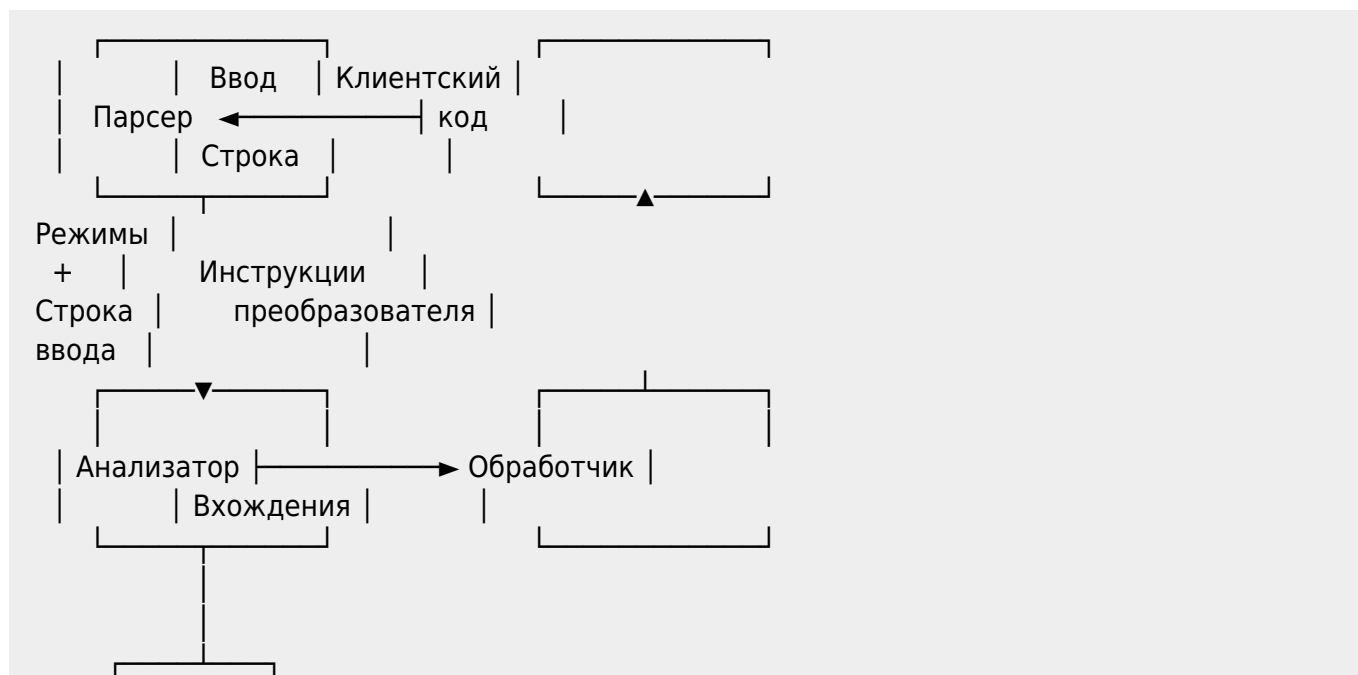 Ввод Клиентский
Парсер код
Строка
Режимы
+ Инструкции
Строка преобразователя
ввода
Анализатор Обработчик
Вхождения